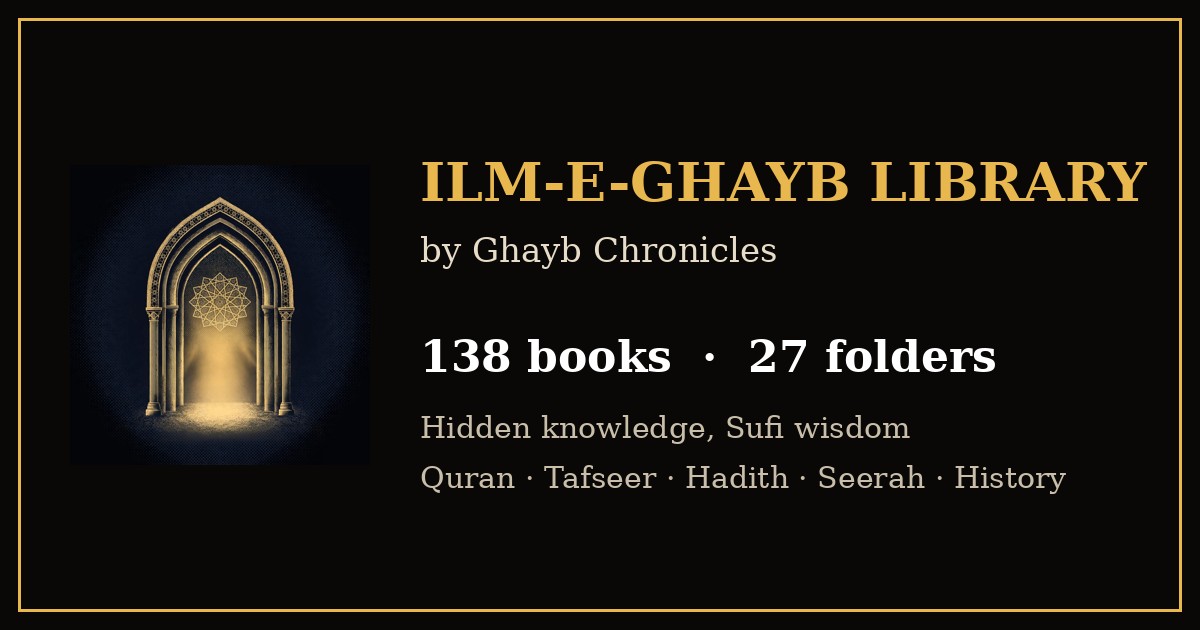 ILM-E-GHAYB LIBRARY
by Ghayb Chronicles
138 books · 27 folders
Hidden knowledge, Sufi wisdom
Quran · Tafseer · Hadith · Seerah · History